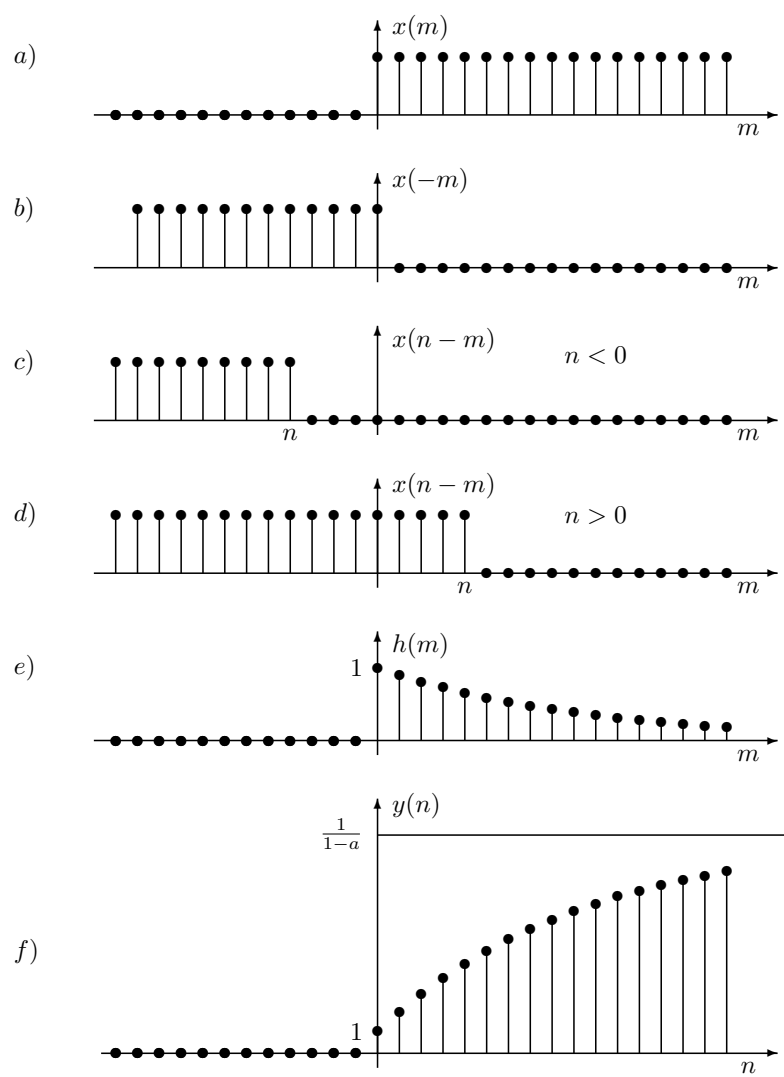 a)
x(m)
m
b)
x(−m)
m
c)
x(n − m)
n < 0
n
m
d)
x(n − m)
n > 0
n
m
e)
h(m)
1
m
f)
y(n)
1/(1−a)
1
n